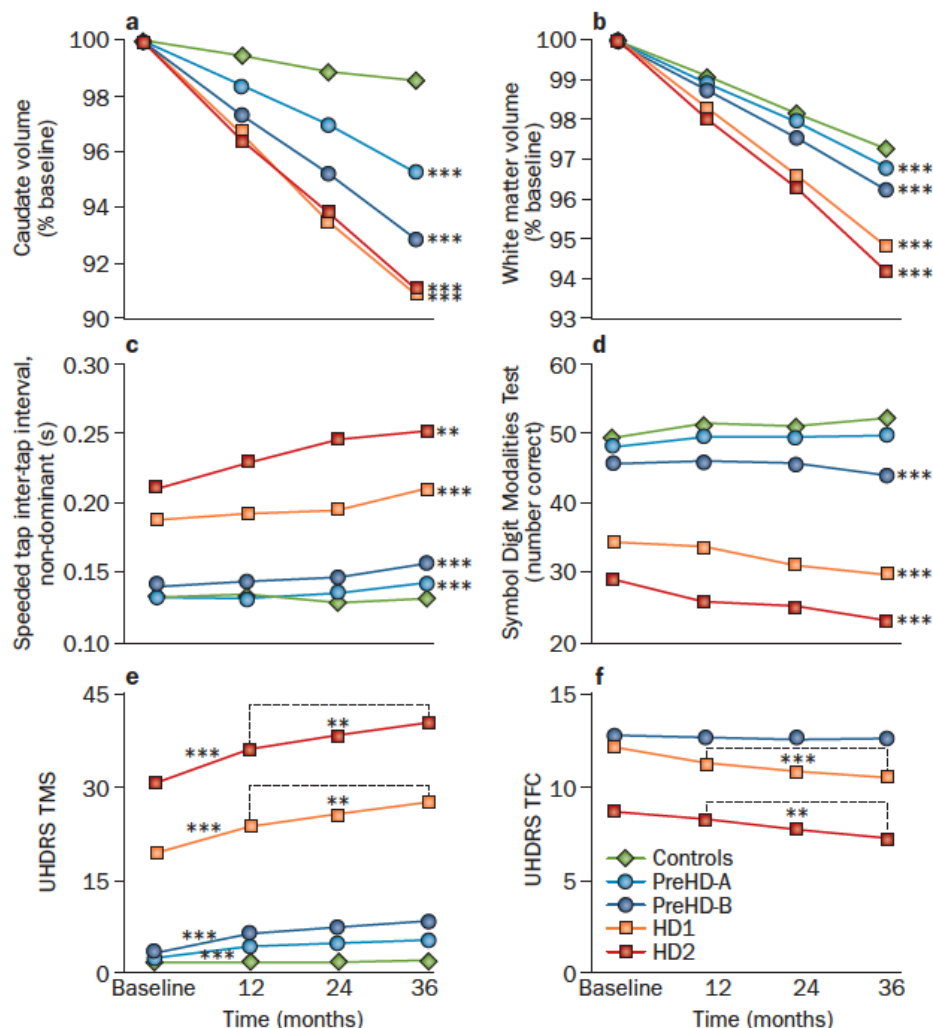 a
100
98
96
94
92
90
Caudate volume
(% baseline)
***
***
***
***
b
100
99
98
97
96
95
94
93
White matter volume
(% baseline)
***
***
***
***
c
0.30
0.25
0.20
0.15
0.10
Speeded tap inter-tap interval,
non-dominant (s)
**
***
***
***
d
60
50
40
30
20
Symbol Digit Modalities Test
(number correct)
***
***
***
e
45
30
15
0
UHDRS TMS
***
**
***
**
***
***
Baseline 12 24 36
Time (months)
f
15
10
5
0
UHDRS TFC
***
**
Controls
PreHD-A
PreHD-B
HD1
HD2
Baseline 12 24 36
Time (months)